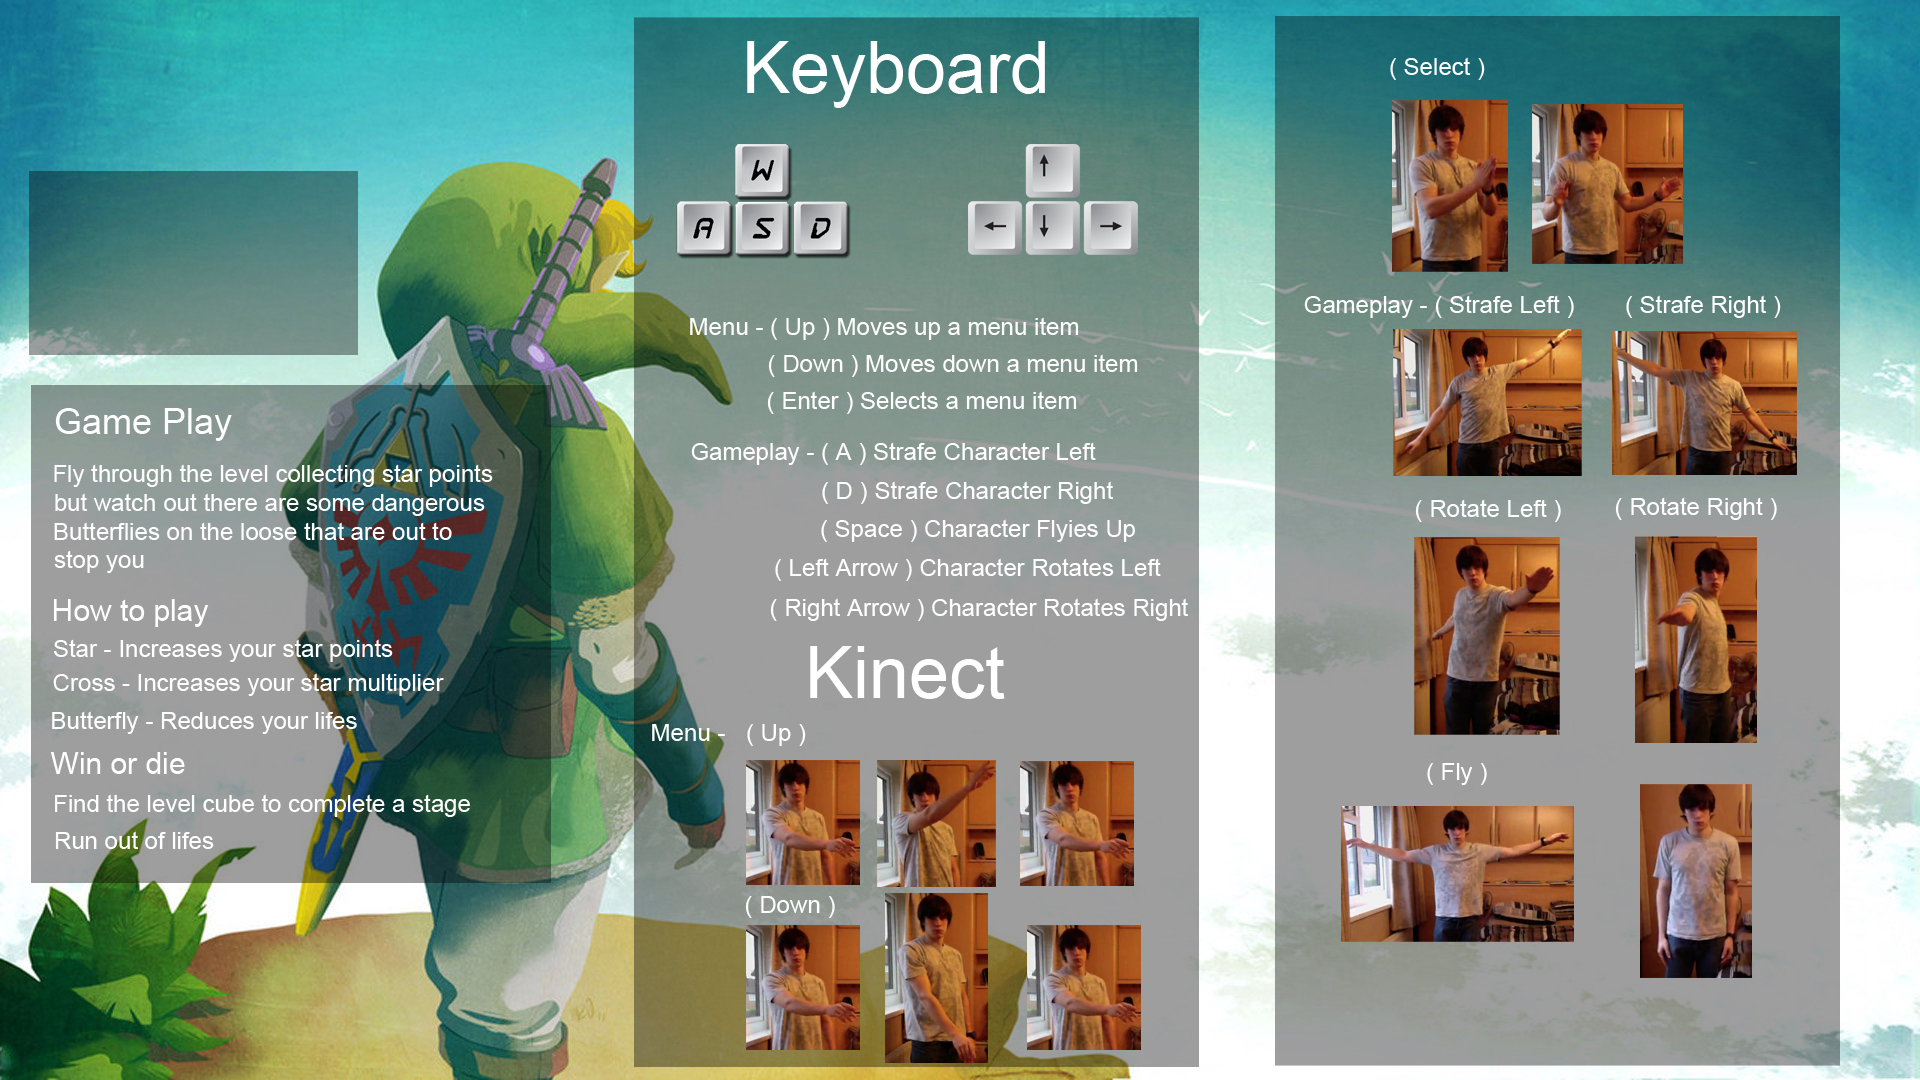 Game Play
Fly through the level collecting star points
but watch out there are some dangerous
Butterflies on the loose that are out to
stop you
How to play
Star - Increases your star points
Cross - Increases your star multiplier
Butterfly - Reduces your lifes
Win or die
Find the level cube to complete a stage
Run out of lifes
Keyboard
W
A S D
↑
← ↓ →
Menu - ( Up ) Moves up a menu item
( Down ) Moves down a menu item
( Enter ) Selects a menu item
Gameplay - ( A ) Strafe Character Left
( D ) Strafe Character Right
( Space ) Character Flyies Up
( Left Arrow ) Character Rotates Left
( Right Arrow ) Character Rotates Right
Kinect
Menu - ( Up )
( Down )
( Select )
Gameplay - ( Strafe Left ) ( Strafe Right )
( Rotate Left ) ( Rotate Right )
( Fly )